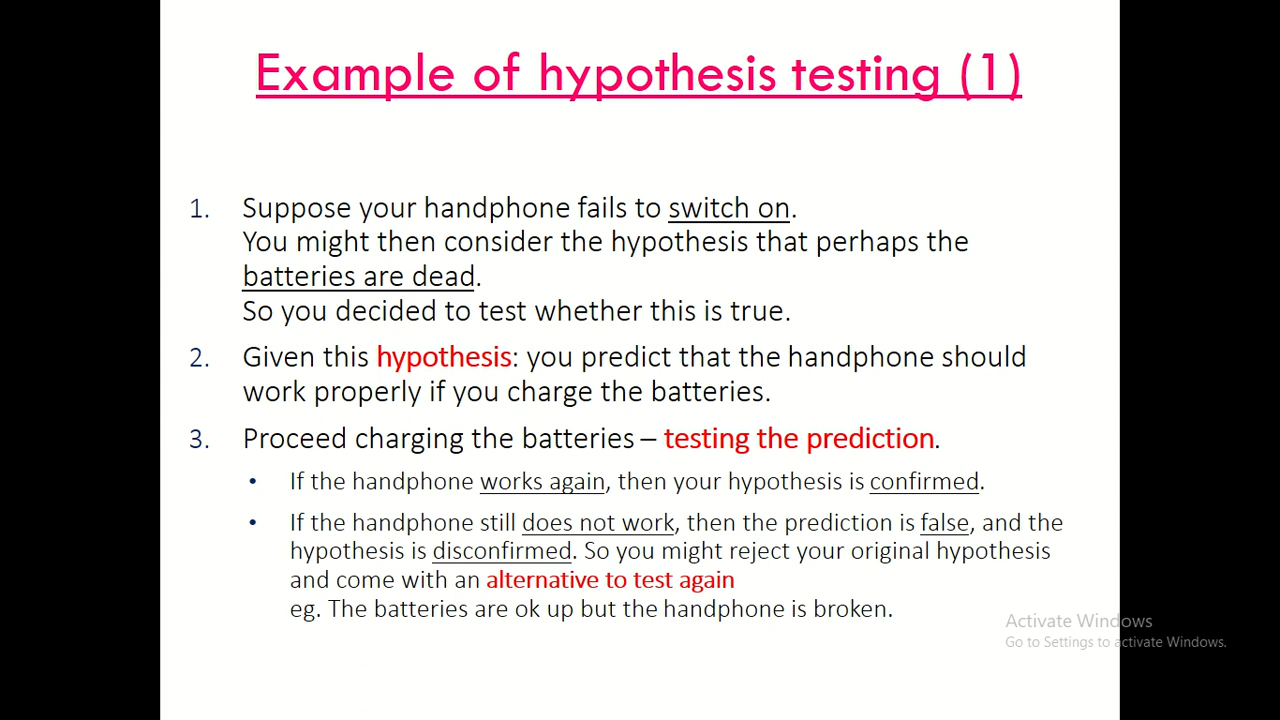 Example of hypothesis testing (1)
1. Suppose your handphone fails to switch on.
You might then consider the hypothesis that perhaps the
batteries are dead.
So you decided to test whether this is true.
2. Given this hypothesis: you predict that the handphone should
work properly if you charge the batteries.
3. Proceed charging the batteries – testing the prediction.
• If the handphone works again, then your hypothesis is confirmed.
• If the handphone still does not work, then the prediction is false, and the
hypothesis is disconfirmed. So you might reject your original hypothesis
and come with an alternative to test again
eg. The batteries are ok up but the handphone is broken.
Activate Windows
Go to Settings to activate Windows.